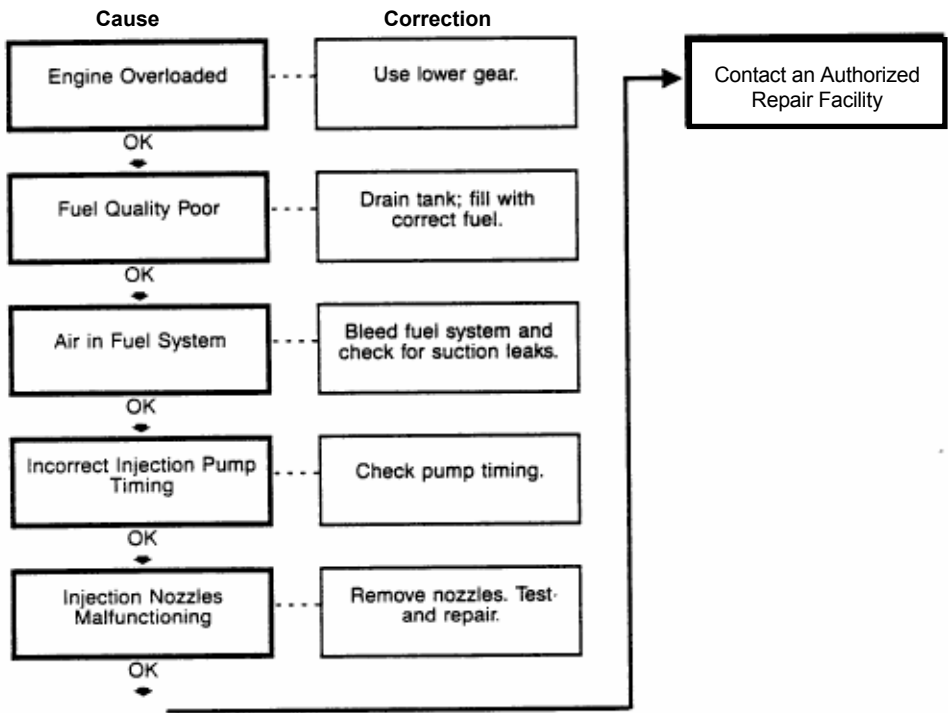 Cause
Correction
Engine Overloaded
Use lower gear.
Contact an Authorized
Repair Facility
OK
Fuel Quality Poor
Drain tank; fill with
correct fuel.
OK
Air in Fuel System
Bleed fuel system and
check for suction leaks.
OK
Incorrect Injection Pump
Timing
Check pump timing.
OK
Injection Nozzles
Malfunctioning
Remove nozzles. Test
and repair.
OK